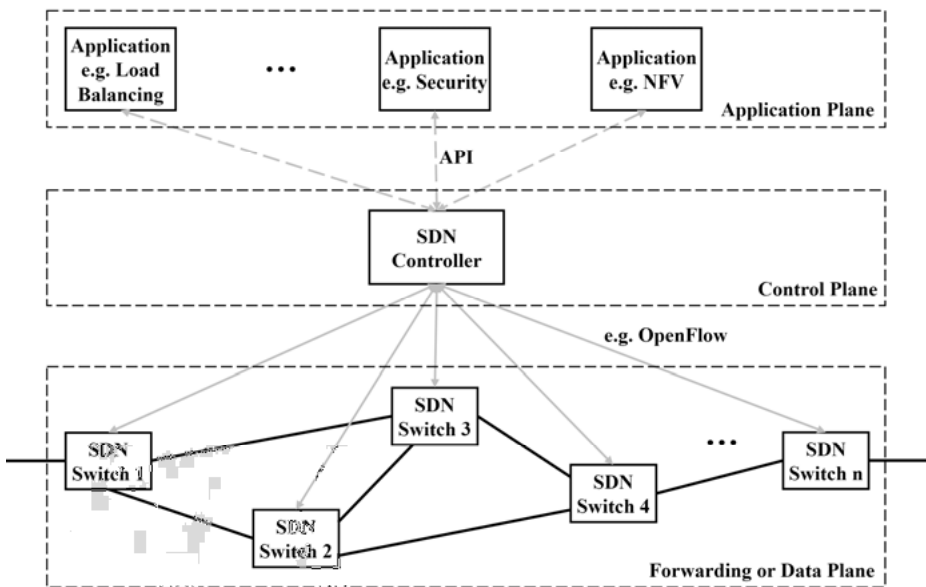 Application
e.g. Load
Balancing
...
Application
e.g. Security
Application
e.g. NFV
Application Plane
API
SDN
Controller
Control Plane
e.g. OpenFlow
SDN
Switch 3
SDN
Switch 1
...
SDN
Switch n
SDN
Switch 4
SDN
Switch 2
Forwarding or Data Plane